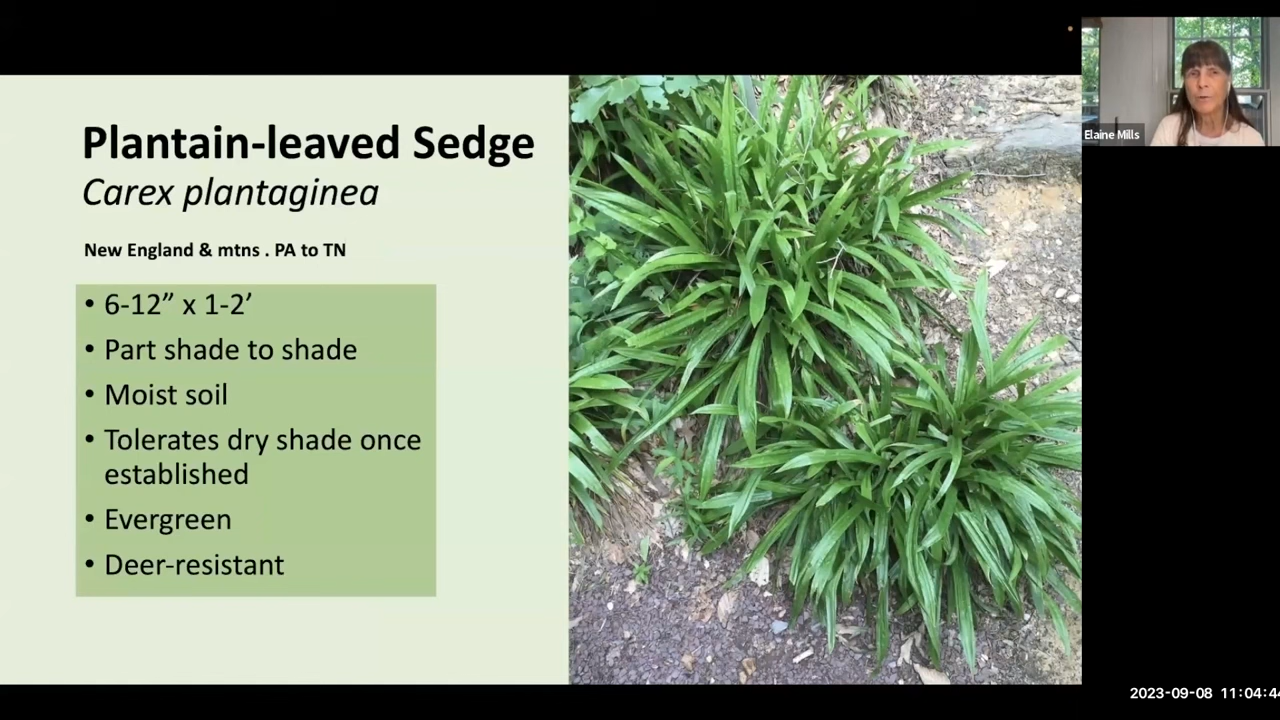 Plantain-leaved Sedge
Carex plantaginea
New England & mtns . PA to TN
• 6-12” x 1-2’
• Part shade to shade
• Moist soil
• Tolerates dry shade once
established
• Evergreen
• Deer-resistant
Elaine Mills
2023-09-08 11:04:44